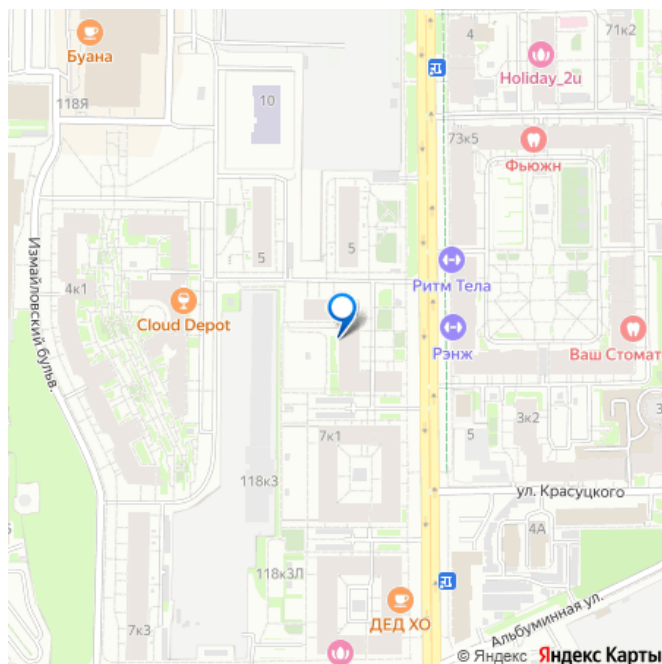 Буана
118Я
10
4
71к2
Holiday_2u
73к5
Фьюжн
5
5
Измайловский бульв.
4к1
Cloud Depot
Ритм Тела
Рэнж
Ваш Стомат
3к2
5
7к1
118к3
ул. Красуцкого
4А
118к3Л
ДЕД ХО
7к3
Альбуминная ул.
© Яндекс Яндекс Карты